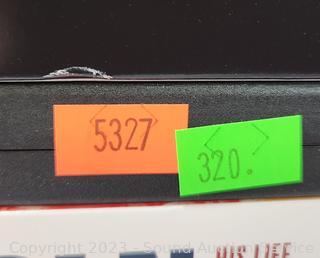 5327
320.
HIS LIFE
Copyright 2023 - Sound Auction Service